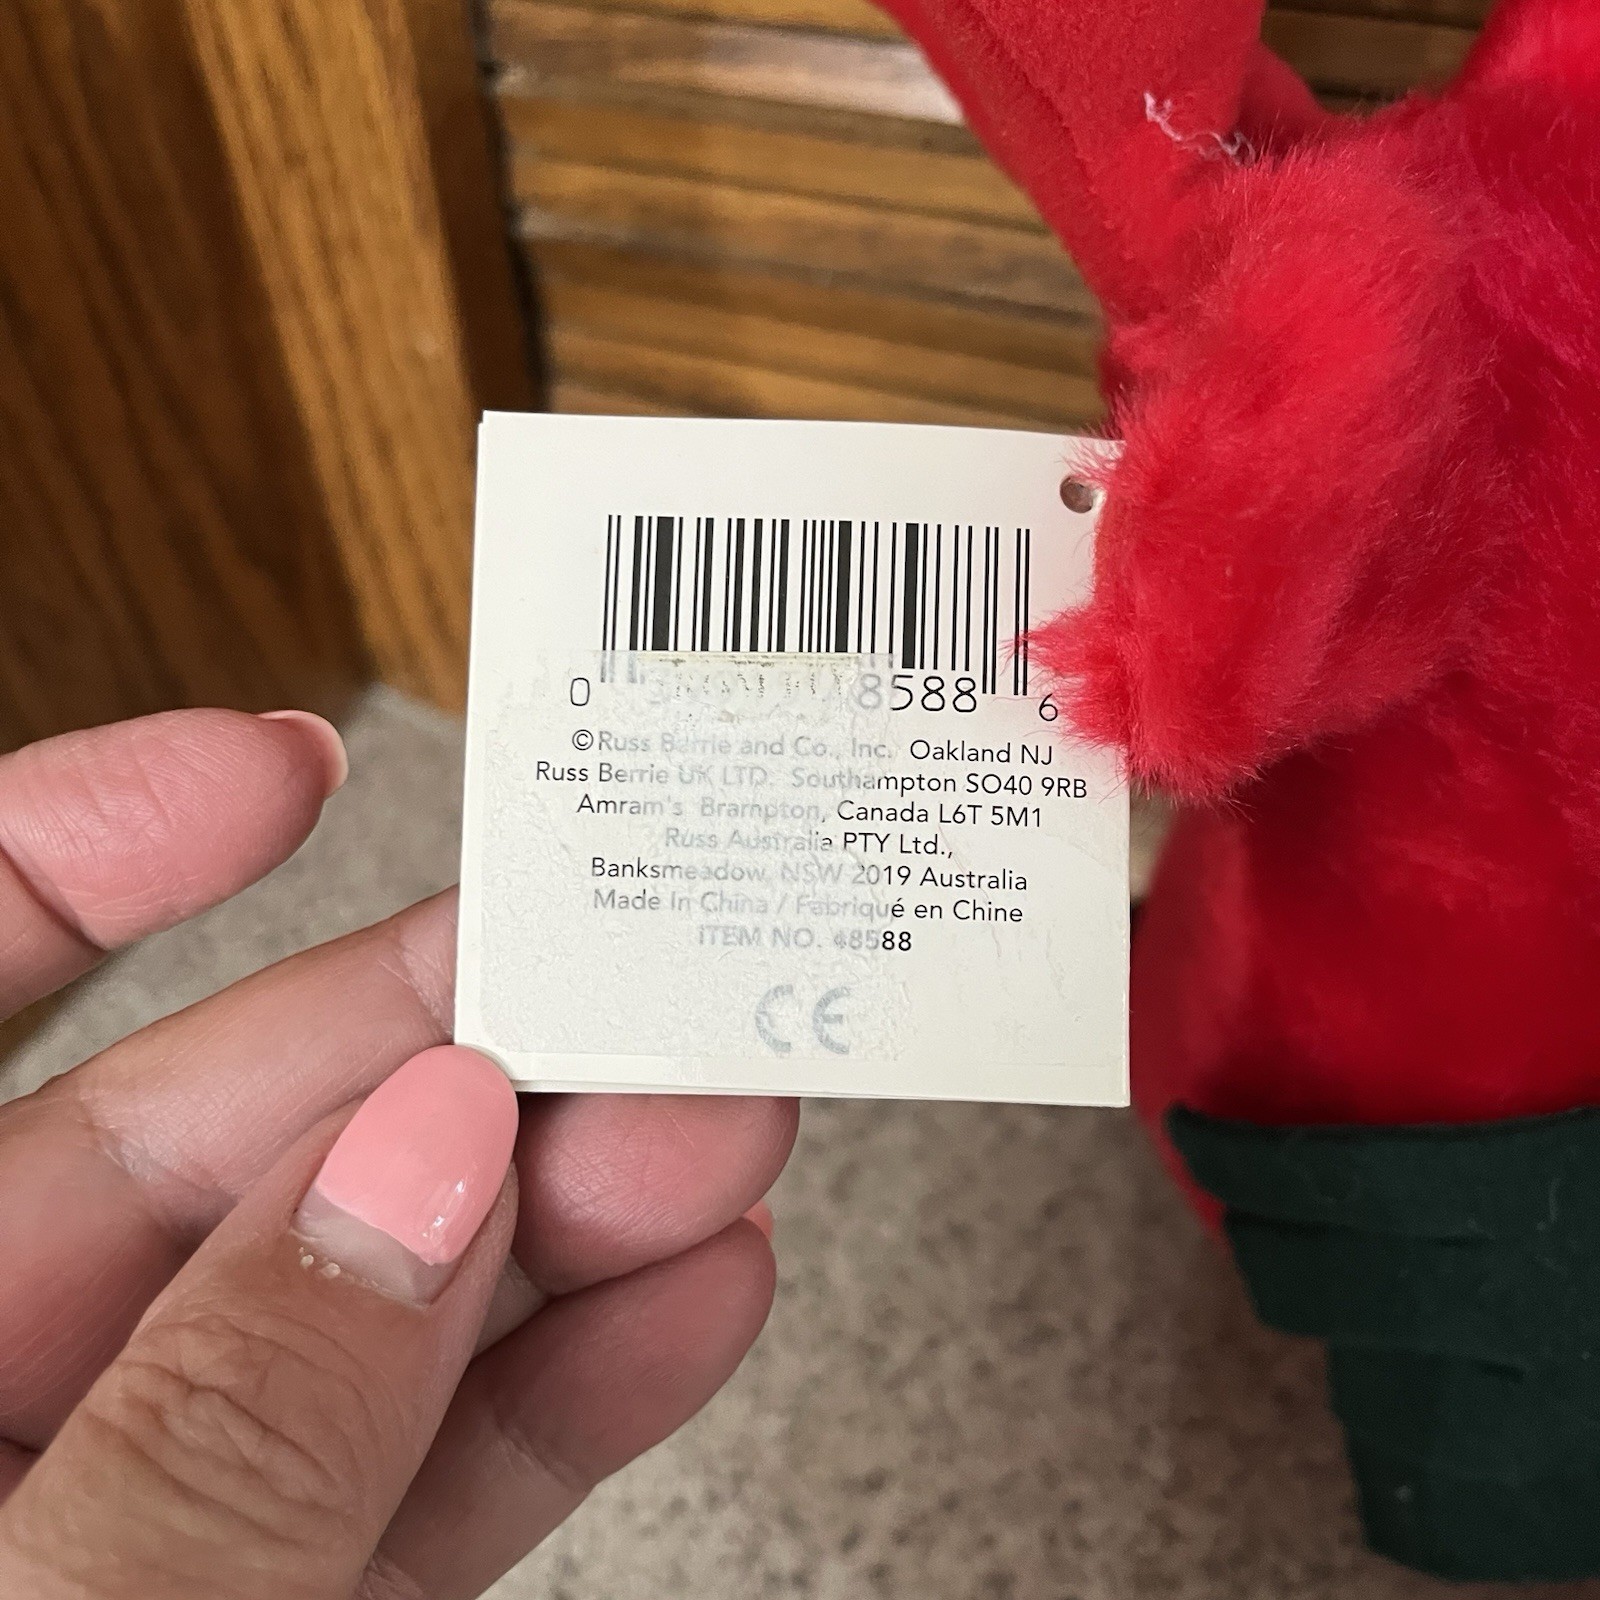 0 8588 6
©Russ Berrie and Co., Inc. Oakland NJ
Russ Berrie UK LTD. Southampton SO40 9RB
Amram's Brampton, Canada L6T 5M1
Russ Australia PTY Ltd.,
Banksmeadow, NSW 2019 Australia
Made In China / Fabriqué en Chine
ITEM NO. 48588
CE